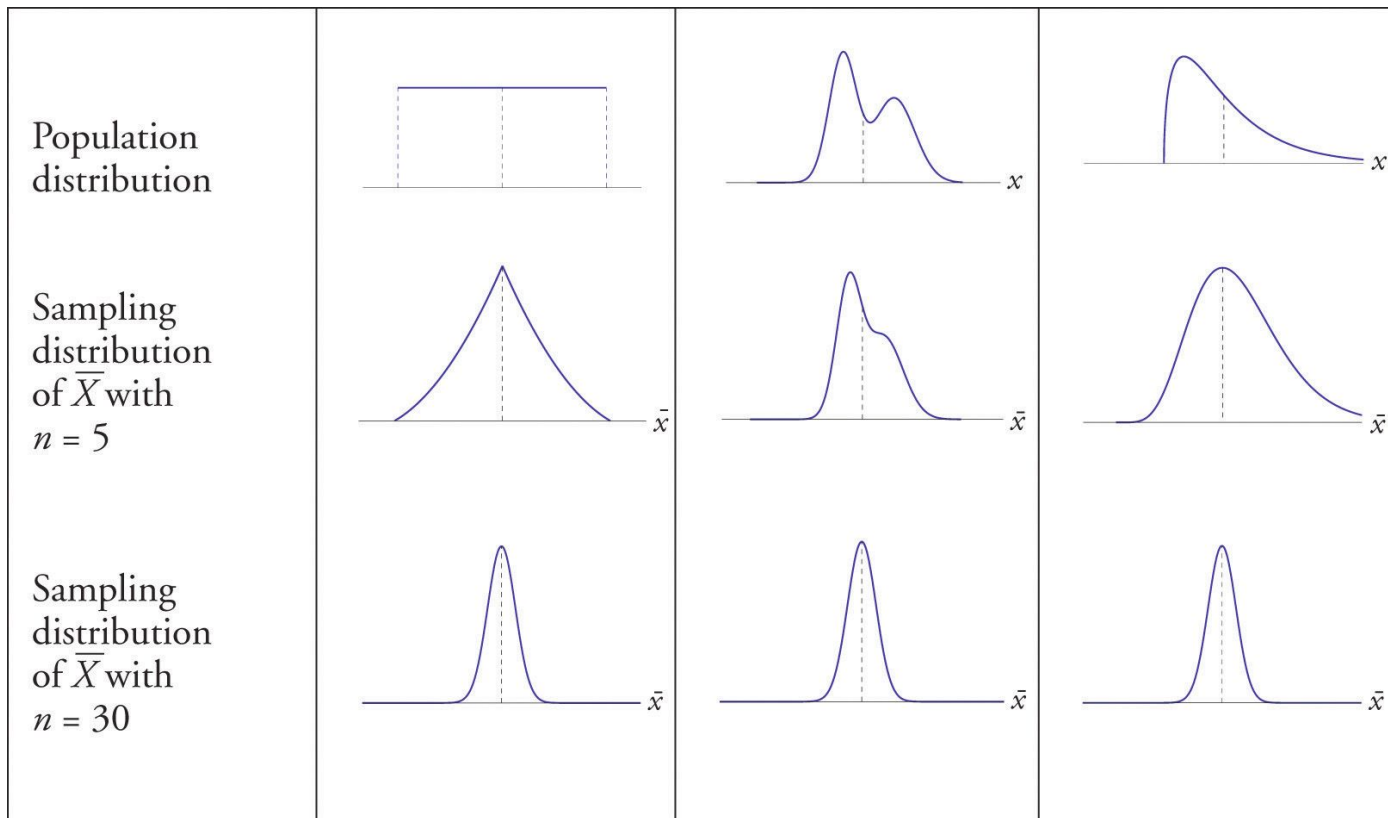 Population
distribution
x
x
Sampling
distribution
of X̅ with
n = 5
x̄
x̄
x̄
Sampling
distribution
of X̅ with
n = 30
x̄
x̄
x̄